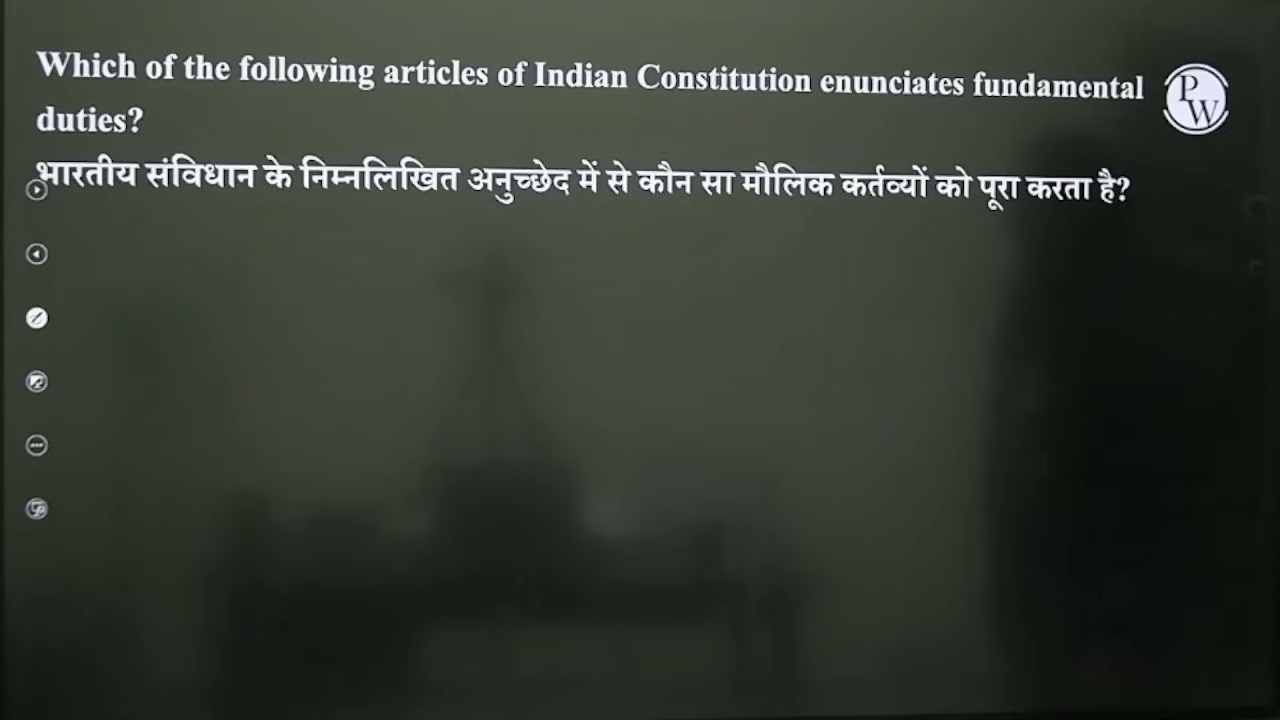 Which of the following articles of Indian Constitution enunciates fundamental
duties?
भारतीय संविधान के निम्नलिखित अनुच्छेद में से कौन सा मौलिक कर्तव्यों को पूरा करता है?
PW